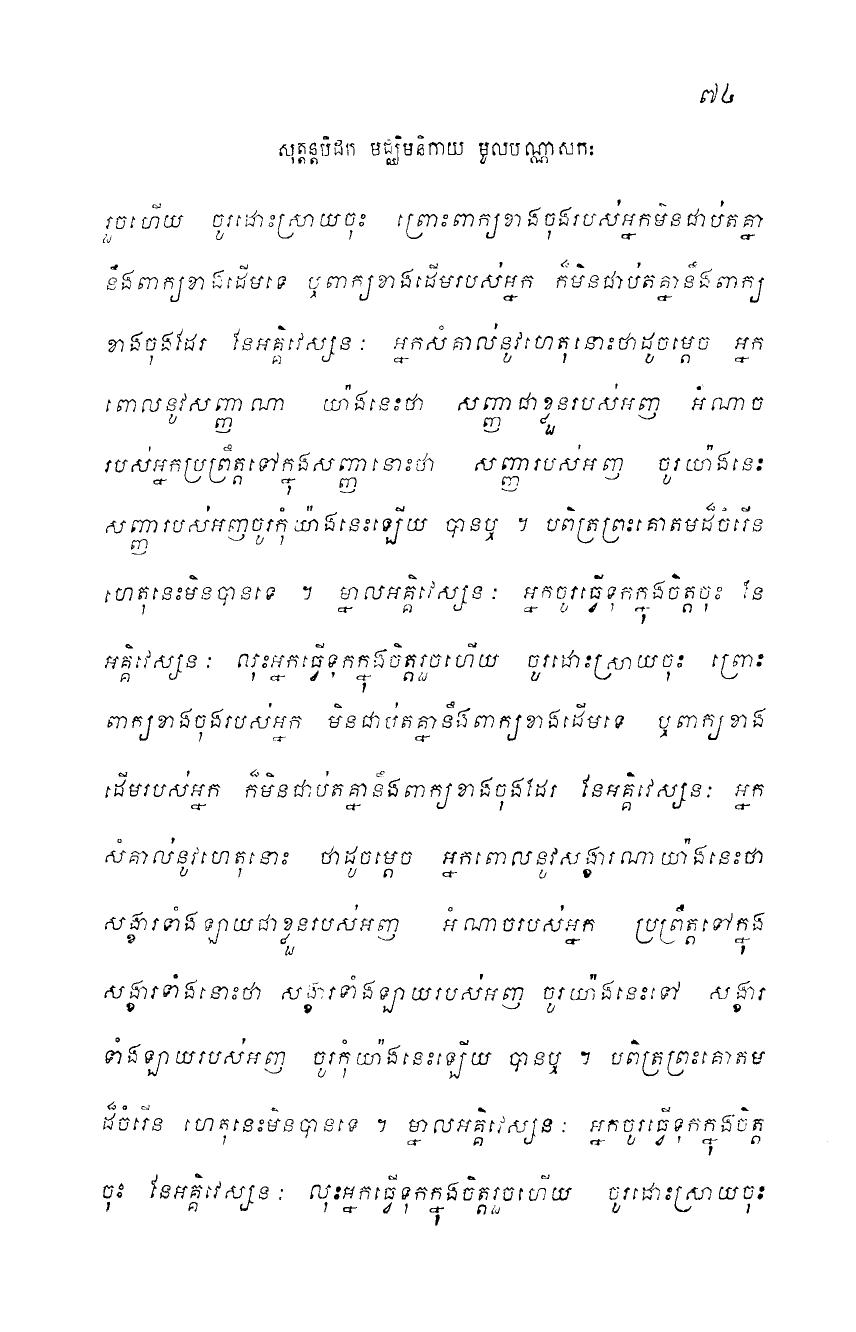 ៧៤
សុត្តន្តបិដក មជ្ឈិមនិកាយ មូលបណ្ណាសកៈ
រួចហើយ ចូរដោះស្រាយចុះ ព្រោះពាក្យខាងចុងរបស់អ្នកមិនជាប់តគ្នា
នឹងពាក្យខាងដើមទេ ឬពាក្យខាងដើមរបស់អ្នក ក៏មិនជាប់តគ្នានឹងពាក្យ
ខាងចុងដែរ នែអគ្គិវេស្សនៈ អ្នកសំគាល់នូវហេតុនោះថាដូចម្តេច អ្នក
ពោលនូវសញ្ញាណា យ៉ាងនេះថា សញ្ញាជាខ្លួនរបស់អញ អំណាច
របស់អ្នកប្រព្រឹត្តទៅក្នុងសញ្ញានោះថា សញ្ញារបស់អញ ចូរយ៉ាងនេះ
សញ្ញារបស់អញចូរកុំយ៉ាងនេះឡើយ បានឬ ។ បពិត្រព្រះគោតមដ៏ចំរើន
ហេតុនេះមិនបានទេ ។ ម្នាលអគ្គិវេស្សនៈ អ្នកចូរធ្វើទុកក្នុងចិត្តចុះ នែ
អគ្គិវេស្សនៈ លុះអ្នកធ្វើទុកក្នុងចិត្តរួចហើយ ចូរដោះស្រាយចុះ ព្រោះ
ពាក្យខាងចុងរបស់អ្នក មិនជាប់តគ្នានឹងពាក្យខាងដើមទេ ឬពាក្យខាង
ដើមរបស់អ្នក ក៏មិនជាប់តគ្នានឹងពាក្យខាងចុងដែរ នែអគ្គិវេស្សនៈ អ្នក
សំគាល់នូវហេតុនោះ ថាដូចម្តេច អ្នកពោលនូវសង្ខារណាយ៉ាងនេះថា
សង្ខារទាំងឡាយជាខ្លួនរបស់អញ អំណាចរបស់អ្នក ប្រព្រឹត្តទៅក្នុង
សង្ខារទាំងនោះថា សង្ខារទាំងឡាយរបស់អញ ចូរយ៉ាងនេះទៅ សង្ខារ
ទាំងឡាយរបស់អញ ចូរកុំយ៉ាងនេះឡើយ បានឬ ។ បពិត្រព្រះគោតម
ដ៏ចំរើន ហេតុនេះមិនបានទេ ។ ម្នាលអគ្គិវេស្សនៈ អ្នកចូរធ្វើទុកក្នុងចិត្ត
ចុះ នែអគ្គិវេស្សនៈ លុះអ្នកធ្វើទុកក្នុងចិត្តរួចហើយ ចូរដោះស្រាយចុះ